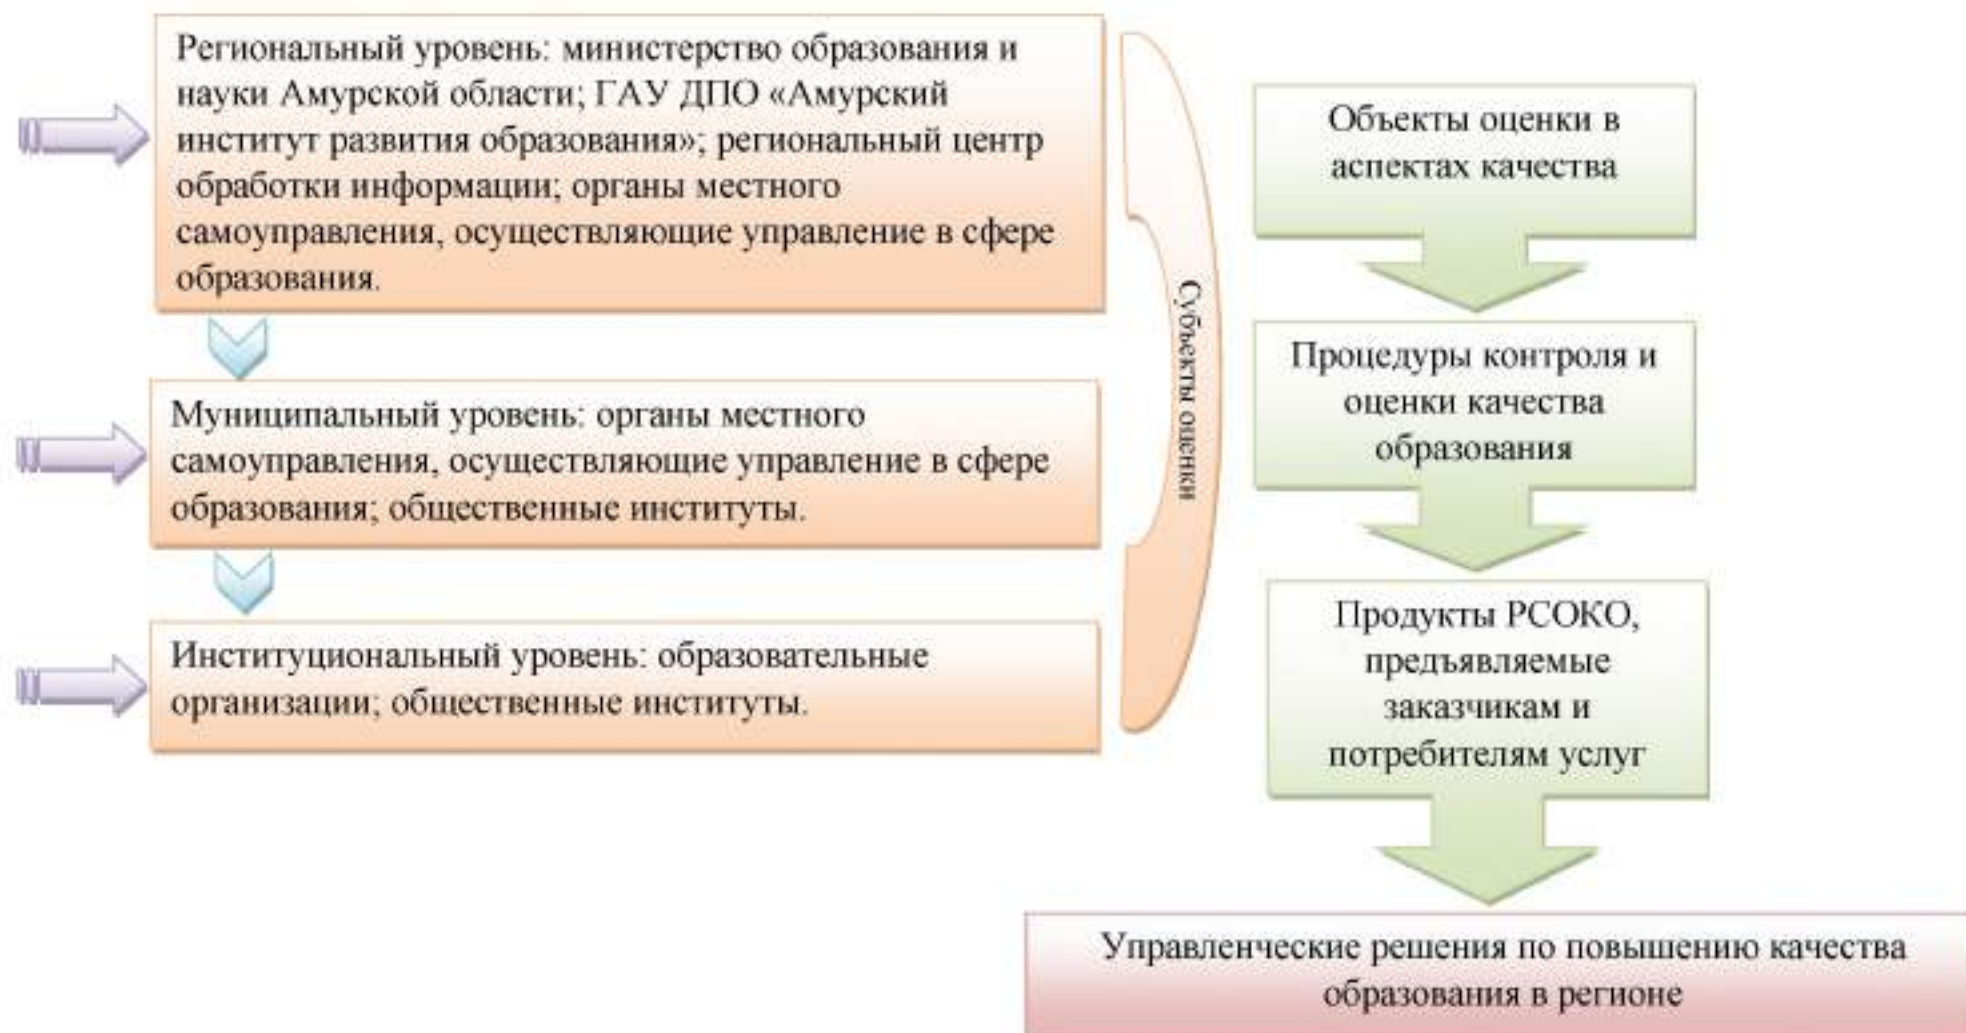 Региональный уровень: министерство образования и
науки Амурской области; ГАУ ДПО «Амурский
институт развития образования»; региональный центр
обработки информации; органы местного
самоуправления, осуществляющие управление в сфере
образования.
Муниципальный уровень: органы местного
самоуправления, осуществляющие управление в сфере
образования; общественные институты.
Институциональный уровень: образовательные
организации; общественные институты.
Субъекты оценки
Объекты оценки в
аспектах качества
Процедуры контроля и
оценки качества
образования
Продукты РСОКО,
предъявляемые
заказчикам и
потребителям услуг
Управленческие решения по повышению качества
образования в регионе